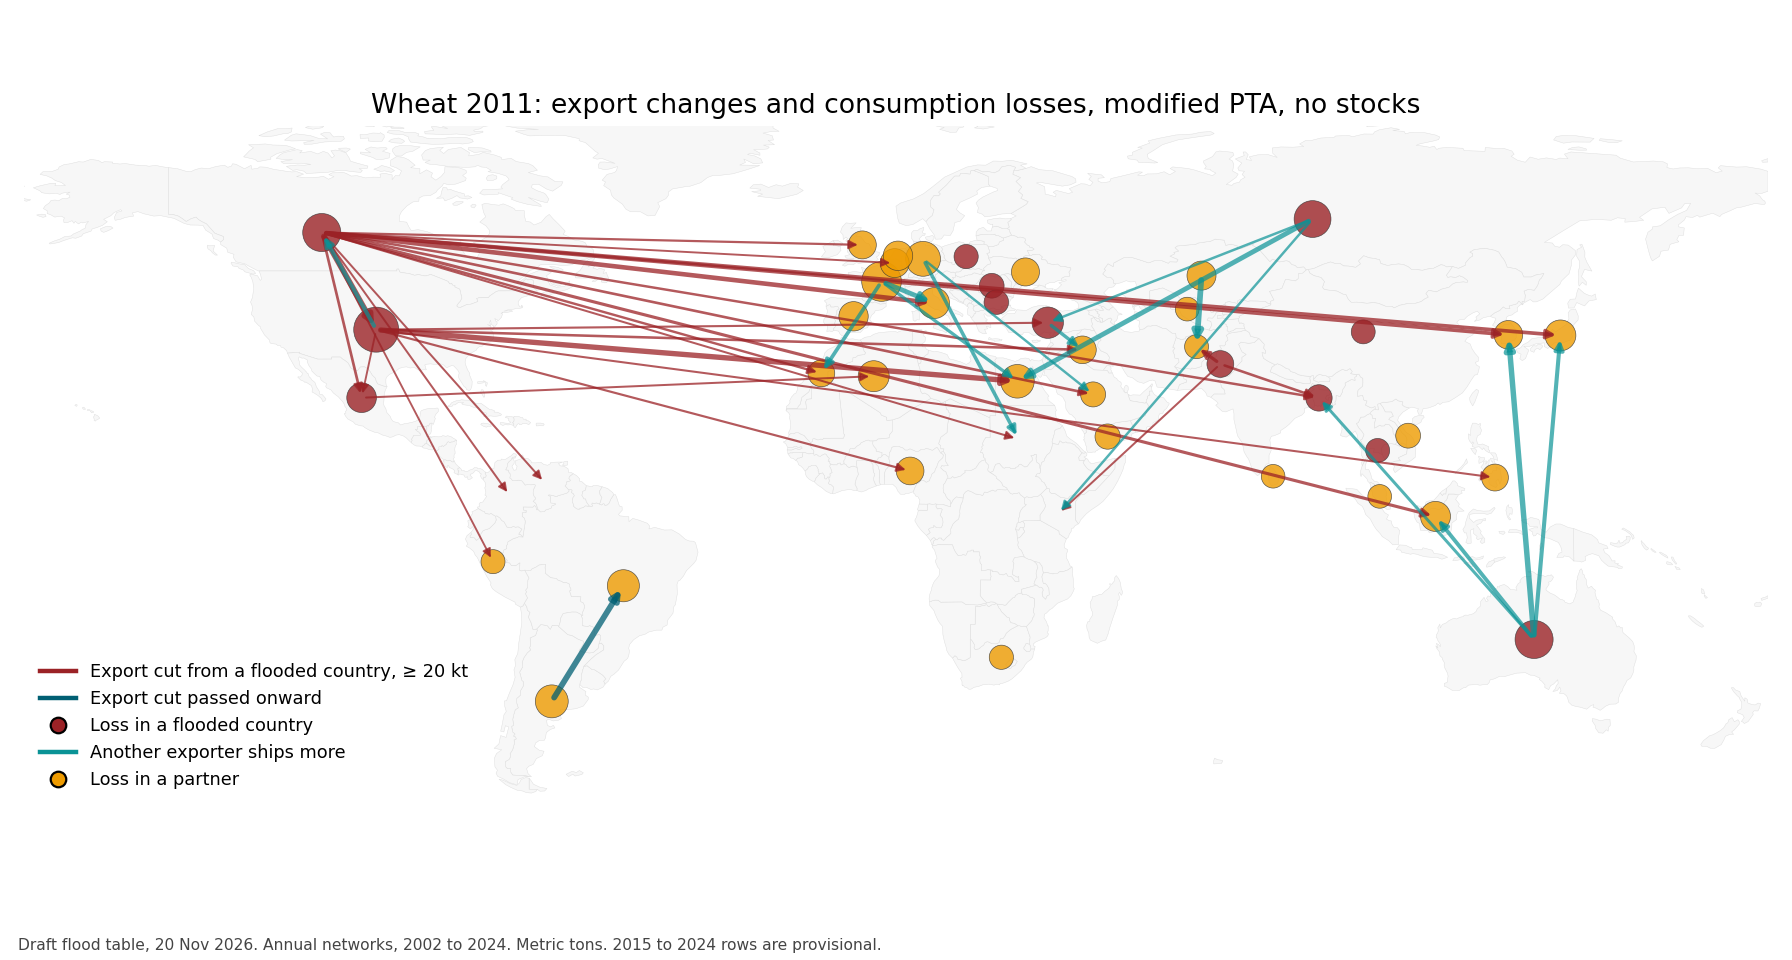 Wheat 2011: export changes and consumption losses, modified PTA, no stocks
Export cut from a flooded country, ≥ 20 kt
Export cut passed onward
Loss in a flooded country
Another exporter ships more
Loss in a partner
Draft flood table, 20 Nov 2026. Annual networks, 2002 to 2024. Metric tons. 2015 to 2024 rows are provisional.